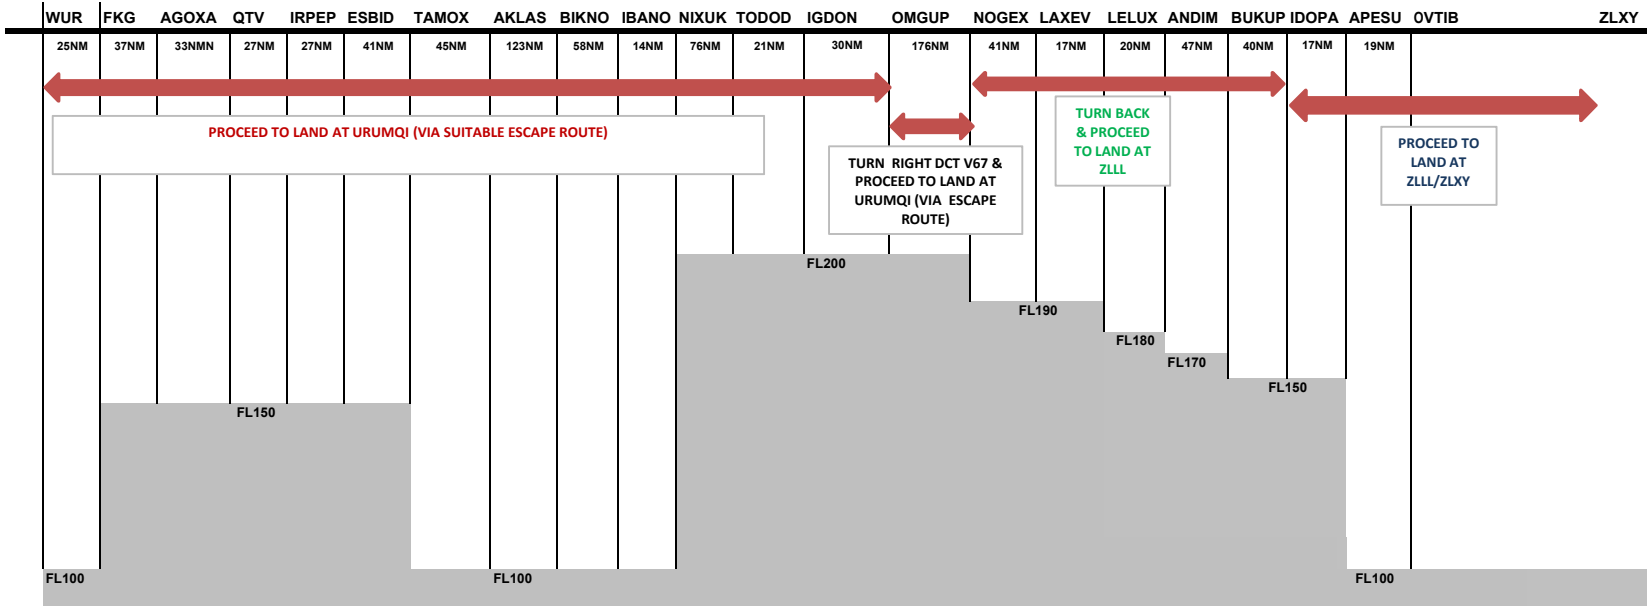 WUR FKG AGOXA QTV IRPEP ESBID TAMOX AKLAS BIKNO IBANO NIXUK TODOD IGDON OMGUP NOGEX LAXEV LELUX ANDIM BUKUP IDOPA APESU 0VTIB ZLXY
25NM 37NM 33NMN 27NM 27NM 41NM 45NM 123NM 58NM 14NM 76NM 21NM 30NM 176NM 41NM 17NM 20NM 47NM 40NM 17NM 19NM
PROCEED TO LAND AT URUMQI (VIA SUITABLE ESCAPE ROUTE)
TURN RIGHT DCT V67 &
PROCEED TO LAND AT
URUMQI (VIA ESCAPE
ROUTE)
TURN BACK
& PROCEED
TO LAND AT
ZLLL
PROCEED TO
LAND AT
ZLLL/ZLXY
FL200
FL190
FL180
FL170
FL150
FL150
FL100
FL100
FL100